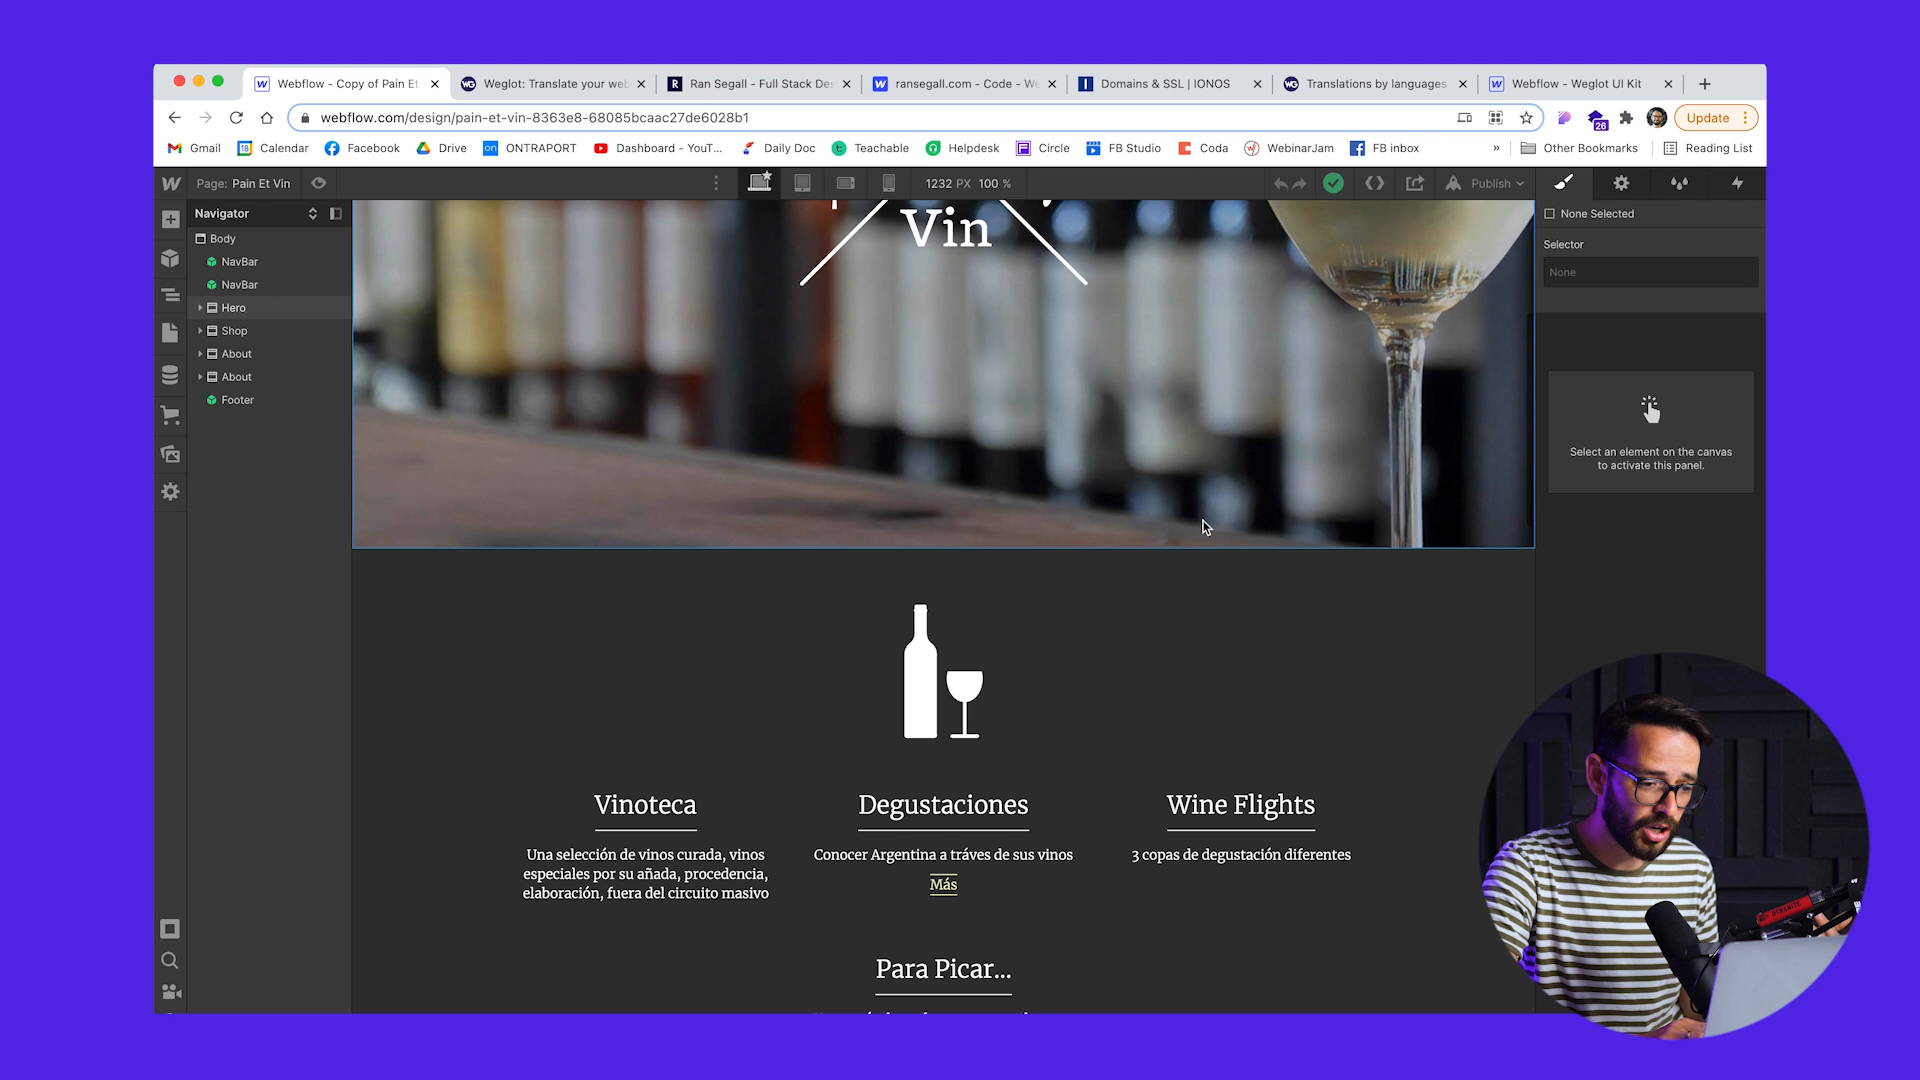 Webflow - Copy of Pain Et
Weglot: Translate your web
Ran Segall - Full Stack Des
ransegall.com - Code - We
Domains & SSL | IONOS
Translations by languages
Webflow - Weglot UI Kit
webflow.com/design/pain-et-vin-8363e8-68085bcaac27de6028b1
26
Update
Gmail
18
Calendar
Facebook
Drive
on
ONTRAPORT
Dashboard - YouT...
Daily Doc
Teachable
Helpdesk
Circle
FB Studio
Coda
WebinarJam
FB inbox
»
Other Bookmarks
Reading List
Page: Pain Et Vin
1232 PX 100 %
Publish
Navigator
Body
NavBar
NavBar
Hero
Shop
About
About
Footer
Vin
None Selected
Selector
None
Select an element on the canvas
to activate this panel.
Vinoteca
Una selección de vinos curada, vinos
especiales por su añada, procedencia,
elaboración, fuera del circuito masivo
Degustaciones
Conocer Argentina a tráves de sus vinos
Más
Wine Flights
3 copas de degustación diferentes
Para Picar...